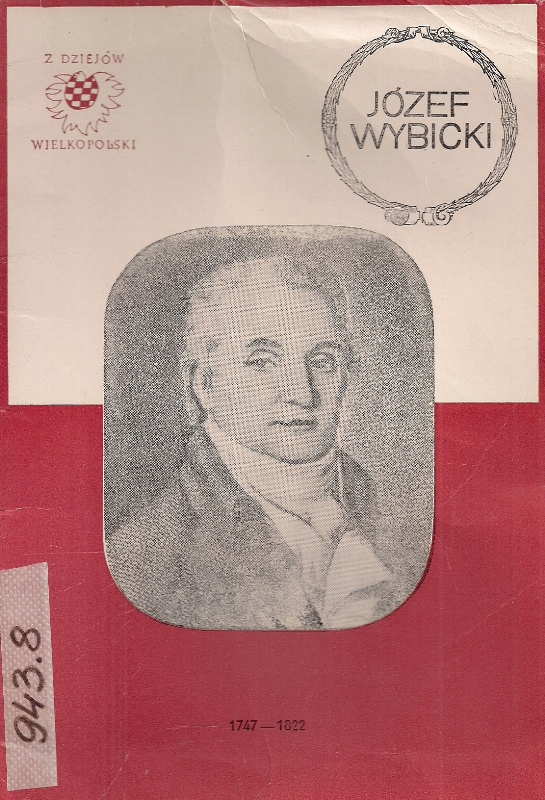 Z DZIEJÓW
WIELKOPOLSKI
JÓZEF
WYBICKI
943.8
1747—1822